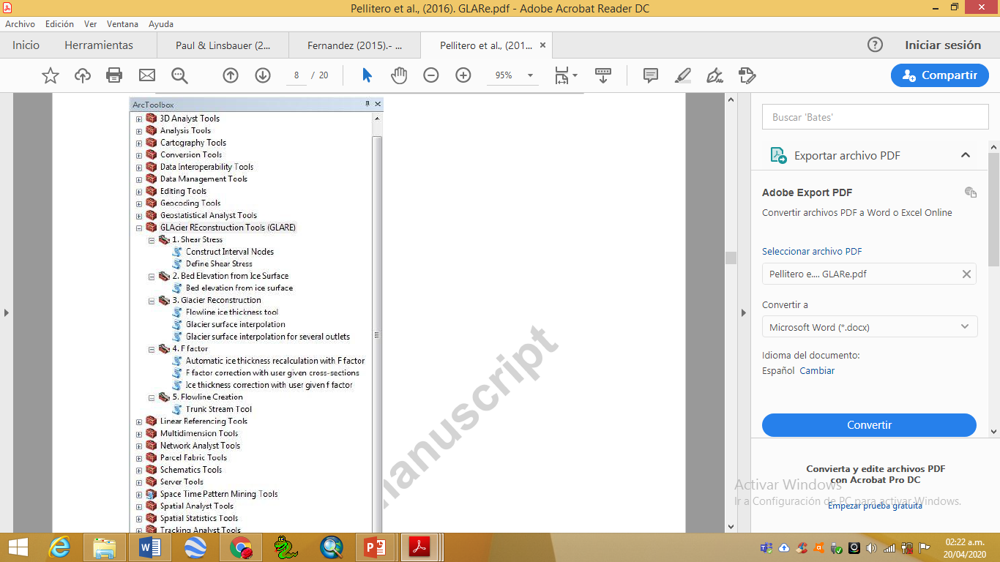 Pellitero et al., (2016). GLARe.pdf - Adobe Acrobat Reader DC
Archivo Edición Ver Ventana Ayuda
Inicio Herramientas Paul & Linsbauer (2... Fernandez (2015).- ... Pellitero et al., (201... Iniciar sesión
8 / 20 95% Compartir
ArcToolbox
3D Analyst Tools
Analysis Tools
Cartography Tools
Conversion Tools
Data Interoperability Tools
Data Management Tools
Editing Tools
Geocoding Tools
Geostatistical Analyst Tools
GLAcier REconstruction Tools (GLARE)
1. Shear Stress
Construct Interval Nodes
Define Shear Stress
2. Bed Elevation from Ice Surface
Bed elevation from ice surface
3. Glacier Reconstruction
Flowline ice thickness tool
Glacier surface interpolation
Glacier surface interpolation for several outlets
4. F factor
Automatic ice thickness recalculation with F factor
F factor correction with user given cross-sections
Ice thickness correction with user given f factor
5. Flowline Creation
Trunk Stream Tool
Linear Referencing Tools
Multidimension Tools
Network Analyst Tools
Parcel Fabric Tools
Schematics Tools
Server Tools
Space Time Pattern Mining Tools
Spatial Analyst Tools
Spatial Statistics Tools
Tracking Analyst Tools
manuscript
Buscar 'Bates'
Exportar archivo PDF
Adobe Export PDF
Convertir archivos PDF a Word o Excel Online
Seleccionar archivo PDF
Pellitero e.... GLARe.pdf
Convertir a
Microsoft Word (*.docx)
Idioma del documento:
Español Cambiar
Convertir
Convierta y edite archivos PDF
con Acrobat Pro DC
Empezar prueba gratuita
Activar Windows
Ir a Configuración de PC para activar Windows.
02:22 a.m.
20/04/2020